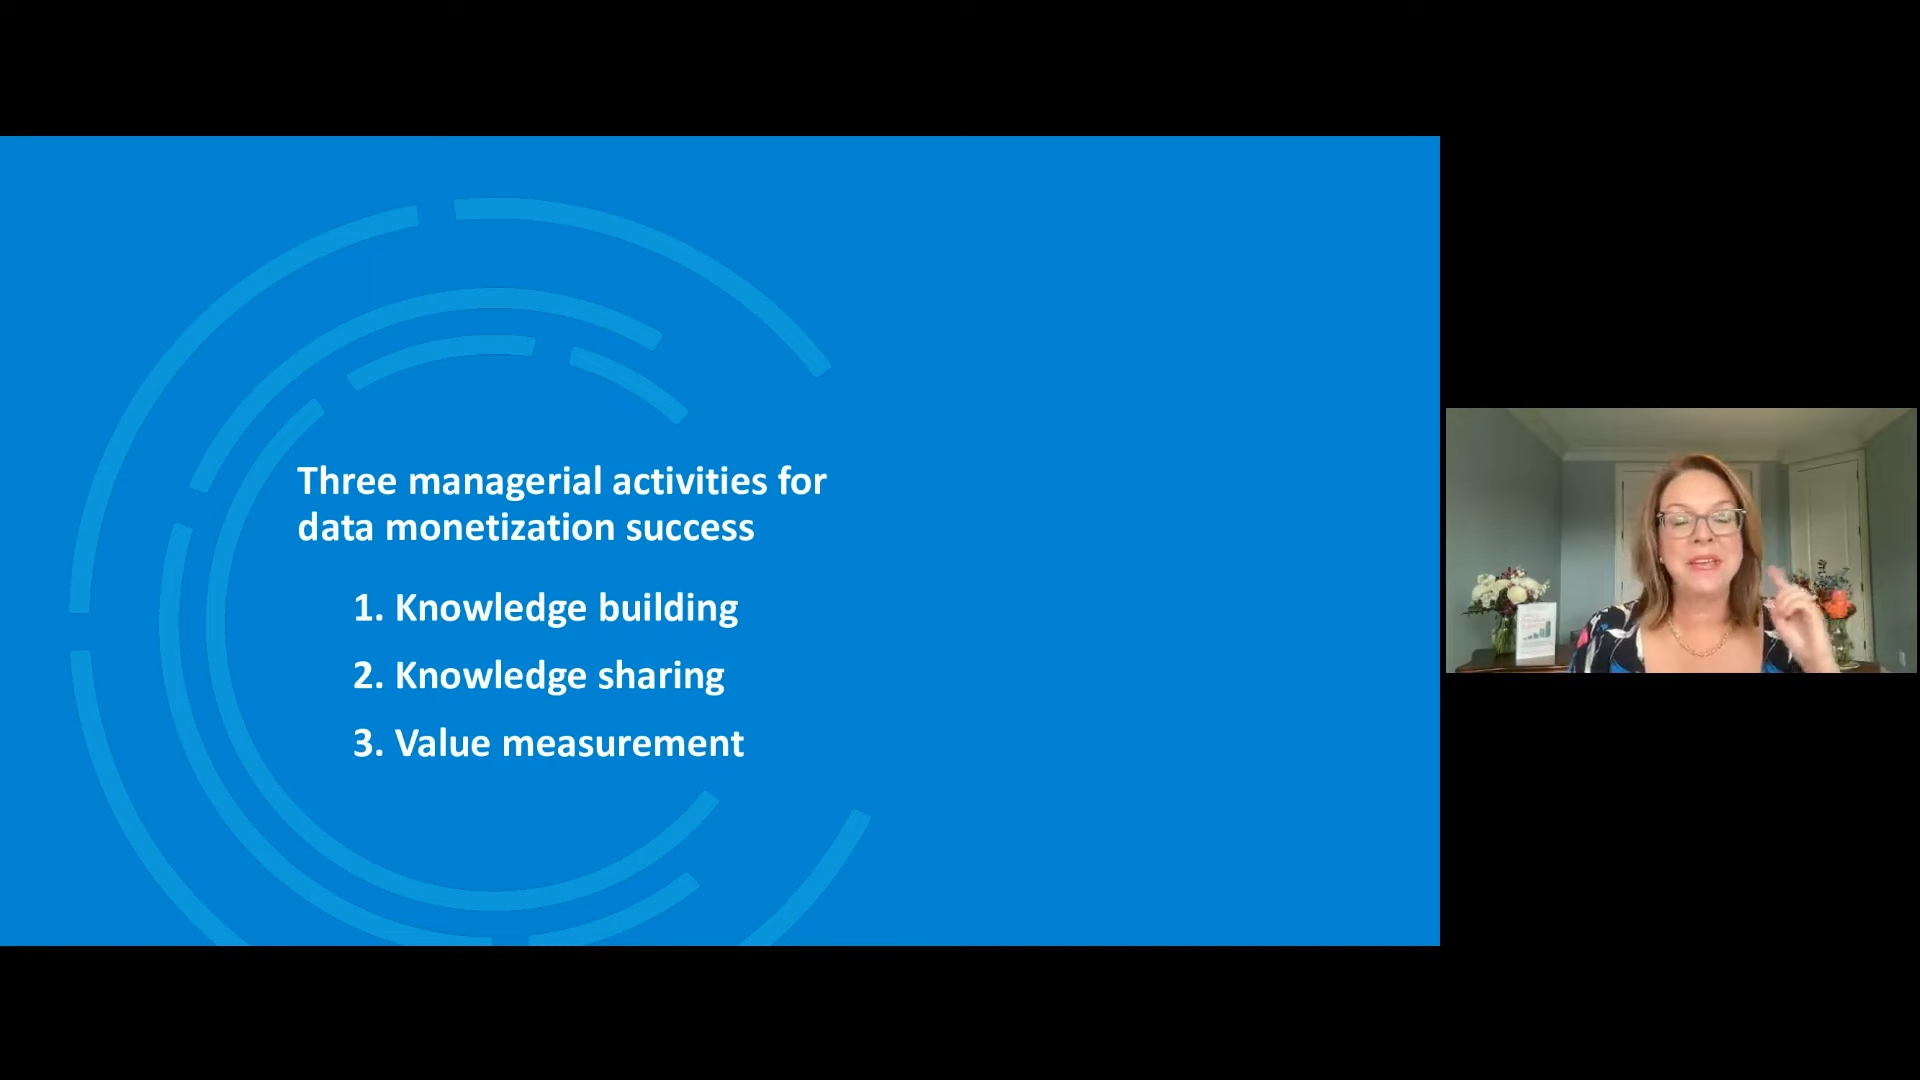 Three managerial activities for
data monetization success
1. Knowledge building
2. Knowledge sharing
3. Value measurement